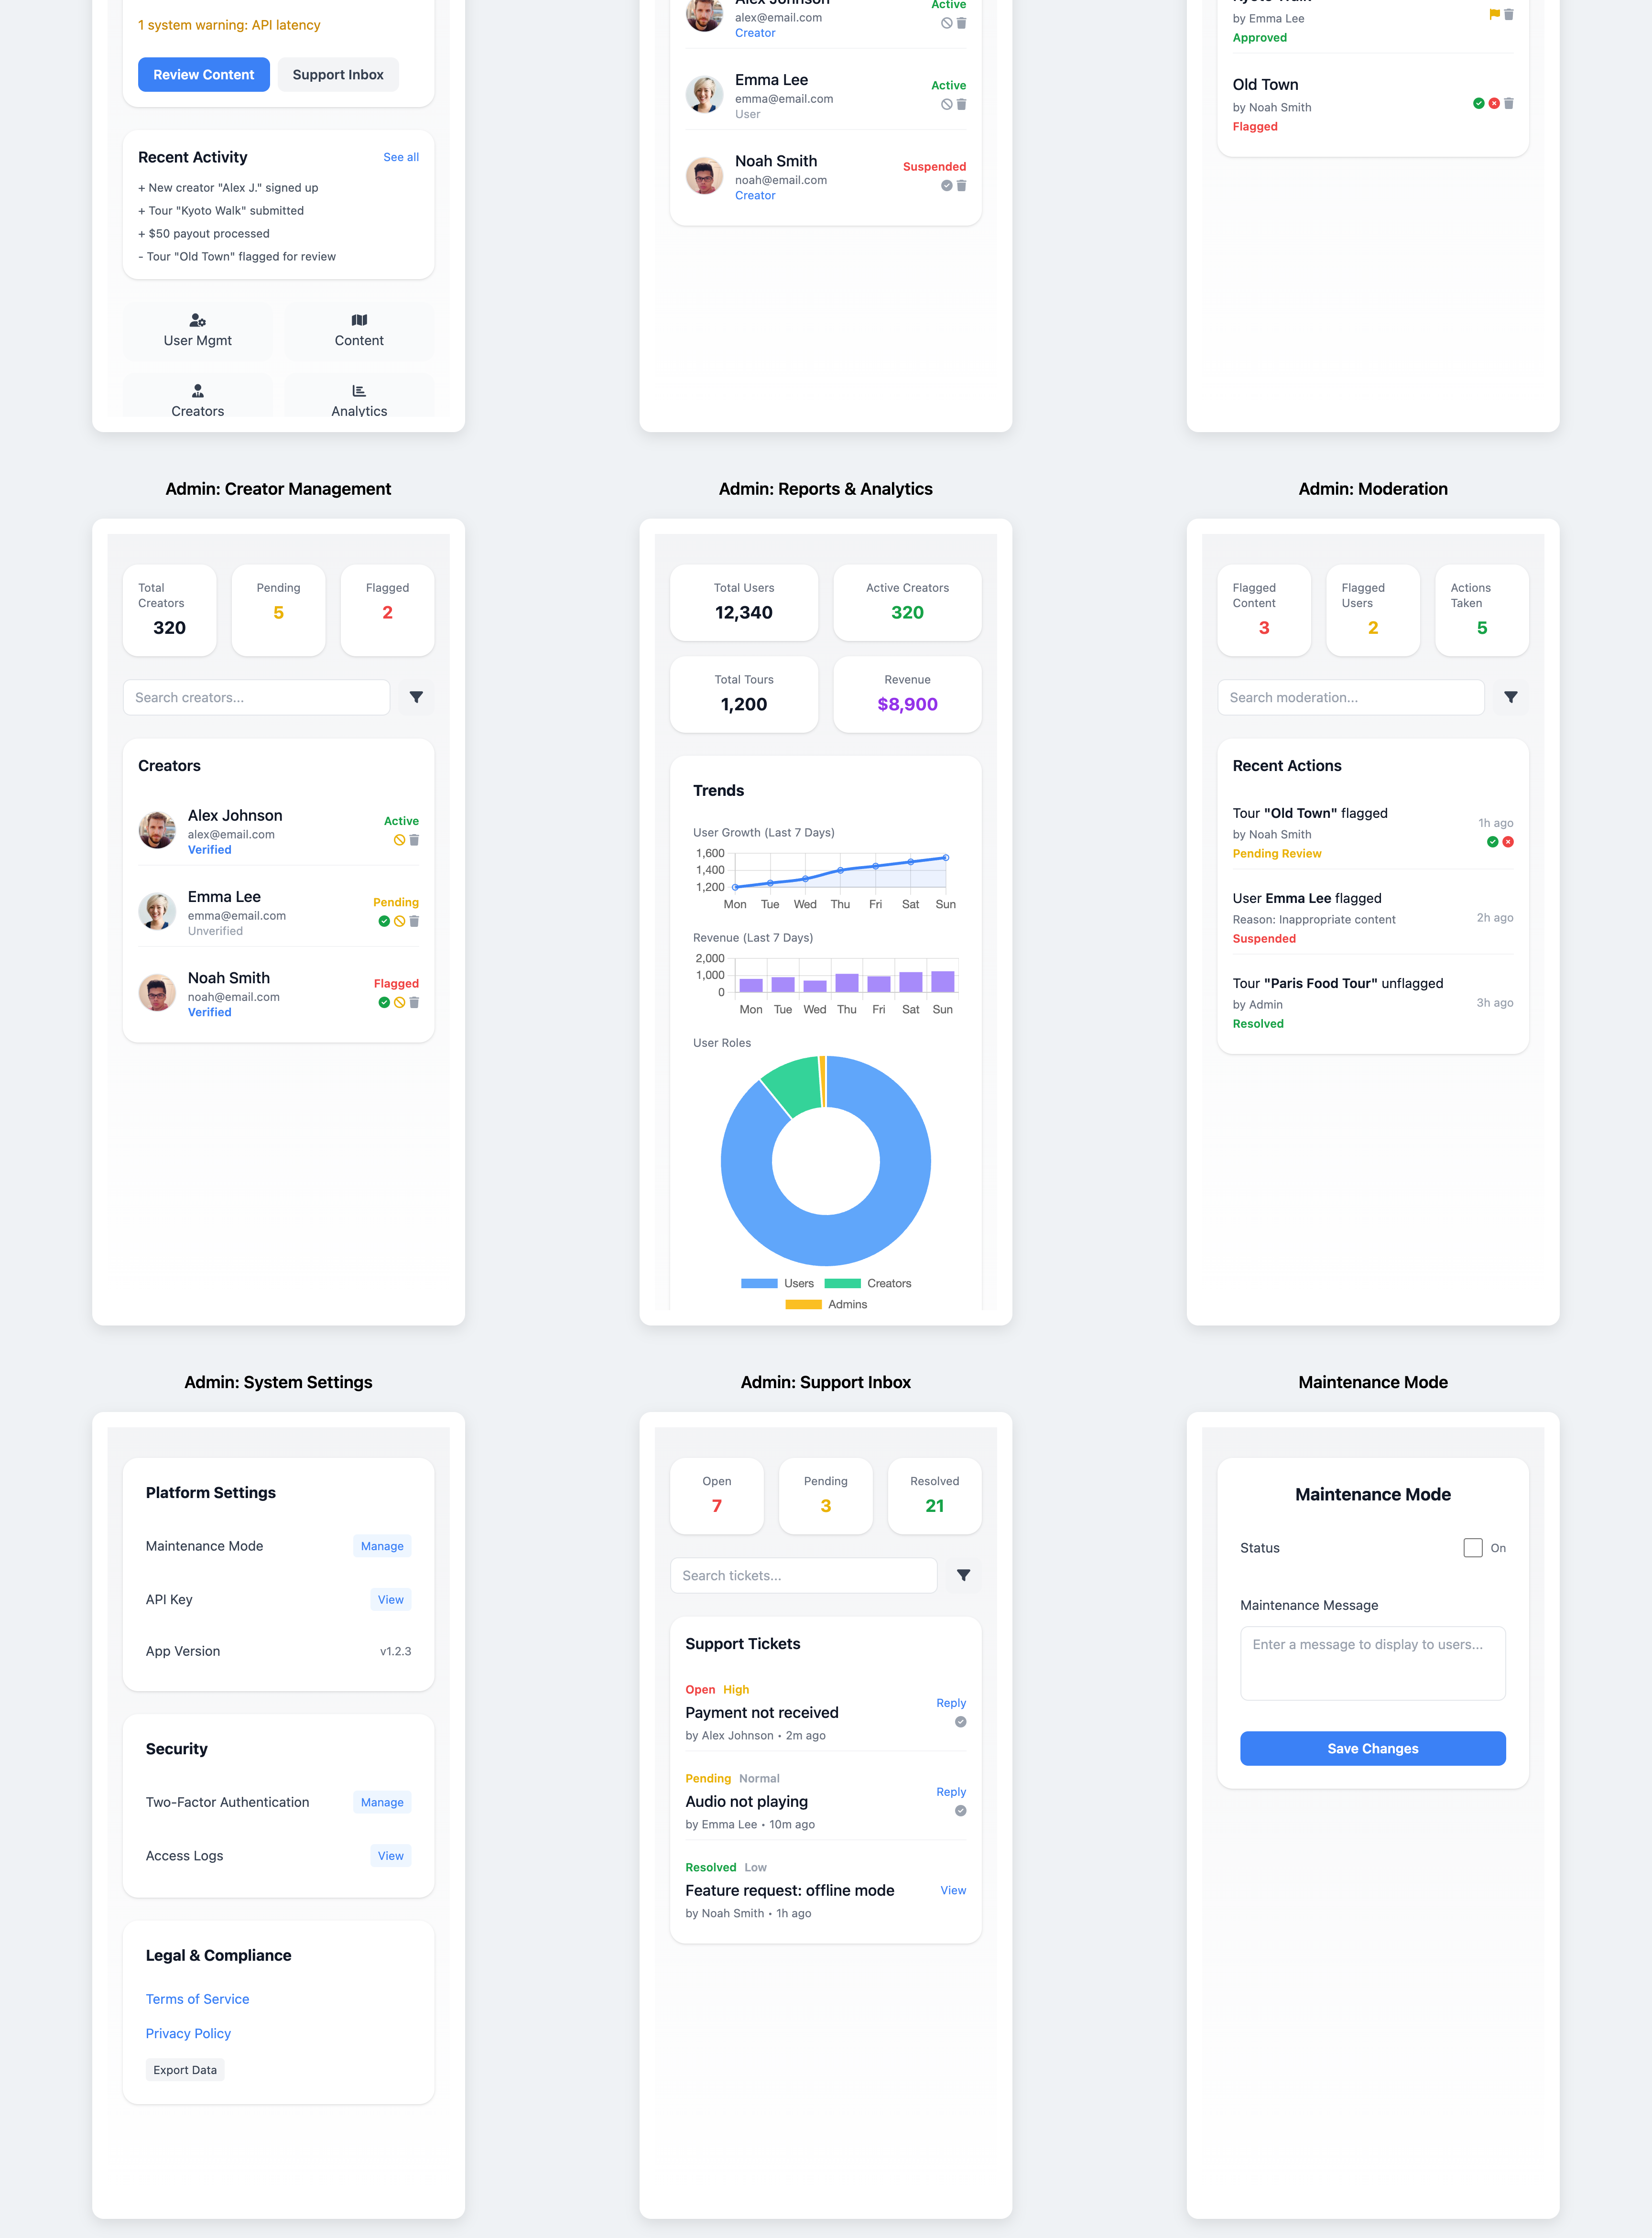 1 system warning: API latency
Review Content
Support Inbox
Recent Activity
See all
+ New creator "Alex J." signed up
+ Tour "Kyoto Walk" submitted
+ $50 payout processed
- Tour "Old Town" flagged for review
User Mgmt
Content
Creators
Analytics
Alex Johnson
Active
alex@email.com
Creator
Emma Lee
Active
emma@email.com
User
Noah Smith
Suspended
noah@email.com
Creator
by Emma Lee
Approved
Old Town
by Noah Smith
Flagged
Admin: Creator Management
Total
Creators
320
Pending
5
Flagged
2
Search creators...
Creators
Alex Johnson
Active
alex@email.com
Verified
Emma Lee
Pending
emma@email.com
Unverified
Noah Smith
Flagged
noah@email.com
Verified
Admin: Reports & Analytics
Total Users
12,340
Active Creators
320
Total Tours
1,200
Revenue
$8,900
Trends
User Growth (Last 7 Days)
1,600
1,400
1,200
Mon Tue Wed Thu Fri Sat Sun
Revenue (Last 7 Days)
2,000
1,000
0
Mon Tue Wed Thu Fri Sat Sun
User Roles
Users Creators
Admins
Admin: Moderation
Flagged
Content
3
Flagged
Users
2
Actions
Taken
5
Search moderation...
Recent Actions
Tour "Old Town" flagged
1h ago
by Noah Smith
Pending Review
User Emma Lee flagged
2h ago
Reason: Inappropriate content
Suspended
Tour "Paris Food Tour" unflagged
3h ago
by Admin
Resolved
Admin: System Settings
Platform Settings
Maintenance Mode
Manage
API Key
View
App Version
v1.2.3
Security
Two-Factor Authentication
Manage
Access Logs
View
Legal & Compliance
Terms of Service
Privacy Policy
Export Data
Admin: Support Inbox
Open
7
Pending
3
Resolved
21
Search tickets...
Support Tickets
Open High
Payment not received
Reply
by Alex Johnson • 2m ago
Pending Normal
Audio not playing
Reply
by Emma Lee • 10m ago
Resolved Low
Feature request: offline mode
View
by Noah Smith • 1h ago
Maintenance Mode
Maintenance Mode
Status
On
Maintenance Message
Enter a message to display to users...
Save Changes